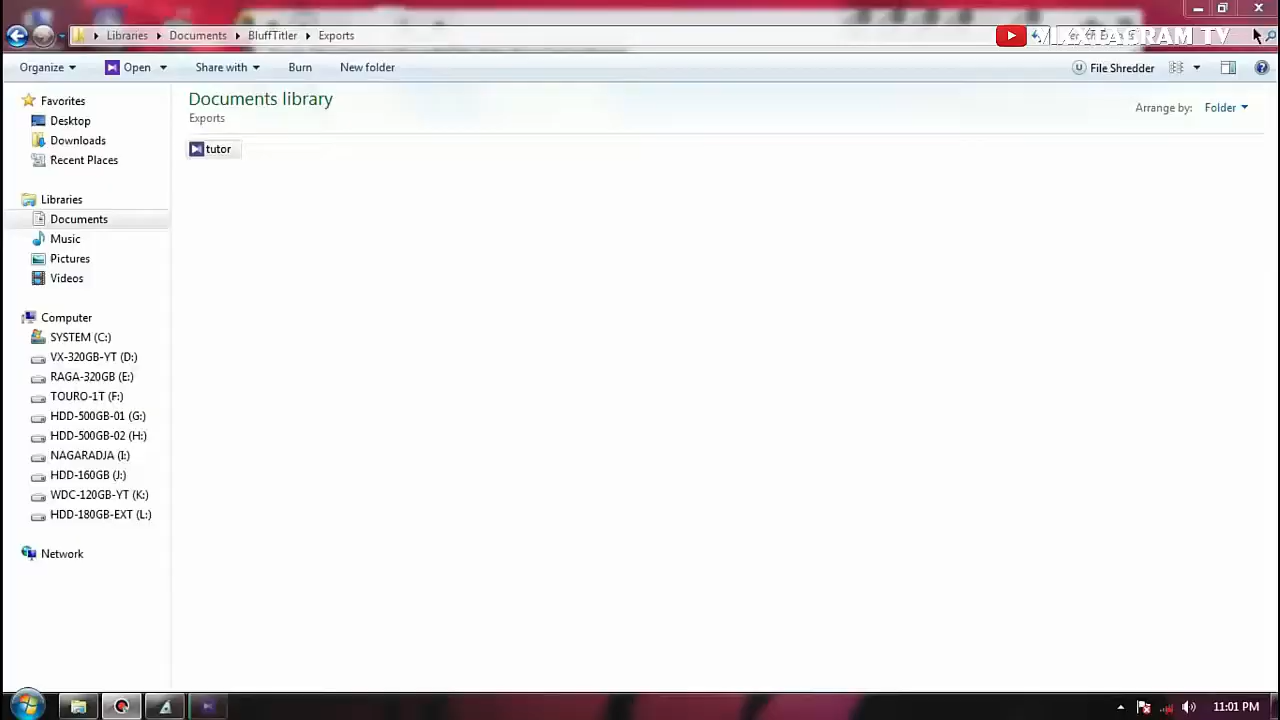 Libraries Documents BluffTitler Exports
TV
Organize Open Share with Burn New folder File Shredder
Favorites
Desktop
Downloads
Recent Places
Libraries
Documents
Music
Pictures
Videos
Computer
SYSTEM (C:)
VX-320GB-YT (D:)
RAGA-320GB (E:)
TOURO-1T (F:)
HDD-500GB-01 (G:)
HDD-500GB-02 (H:)
NAGARADJA (I:)
HDD-160GB (J:)
WDC-120GB-YT (K:)
HDD-180GB-EXT (L:)
Network
Documents library
Exports
Arrange by: Folder
tutor
11:01 PM